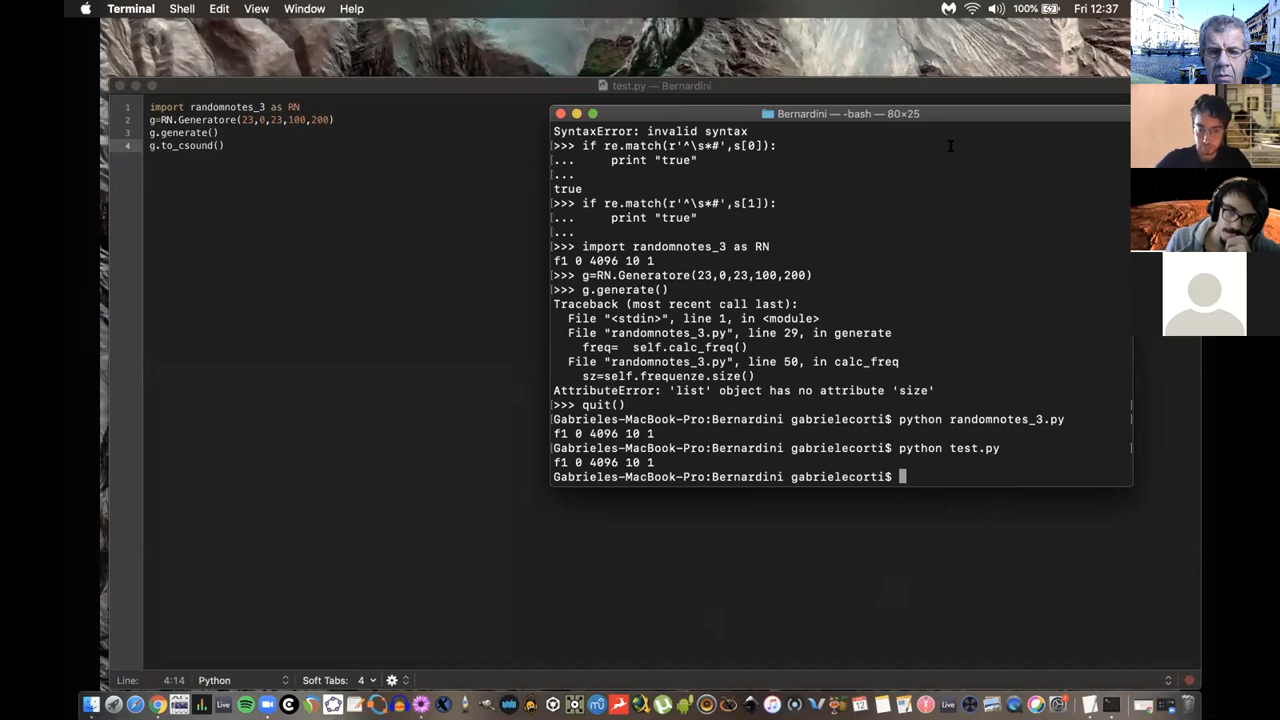 Terminal Shell Edit View Window Help 100% Fri 12:37
test.py — Bernardini
1 import randomnotes_3 as RN
2 g=RN.Generatore(23,0,23,100,200)
3 g.generate()
4 g.to_csound()
Bernardini — -bash — 80×25
SyntaxError: invalid syntax
>>> if re.match(r'^\s*#',s[0]):
...     print "true"
...
true
>>> if re.match(r'^\s*#',s[1]):
...     print "true"
...
>>> import randomnotes_3 as RN
f1 0 4096 10 1
>>> g=RN.Generatore(23,0,23,100,200)
>>> g.generate()
Traceback (most recent call last):
  File "<stdin>", line 1, in <module>
  File "randomnotes_3.py", line 29, in generate
    freq=  self.calc_freq()
  File "randomnotes_3.py", line 50, in calc_freq
    sz=self.frequenze.size()
AttributeError: 'list' object has no attribute 'size'
>>> quit()
Gabrieles-MacBook-Pro:Bernardini gabrielecorti$ python randomnotes_3.py
f1 0 4096 10 1
Gabrieles-MacBook-Pro:Bernardini gabrielecorti$ python test.py
f1 0 4096 10 1
Gabrieles-MacBook-Pro:Bernardini gabrielecorti$
Line: 4:14 Python Soft Tabs: 4
Live 12 Live